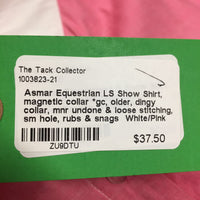 The Tack Collector
1003823-21
Asmar Equestrian LS Show Shirt,
magnetic collar *gc, older, dingy
collar, mnr undone & loose stitching,
sm hole, rubs & snags White/Pink
$37.50
ZU9DTU